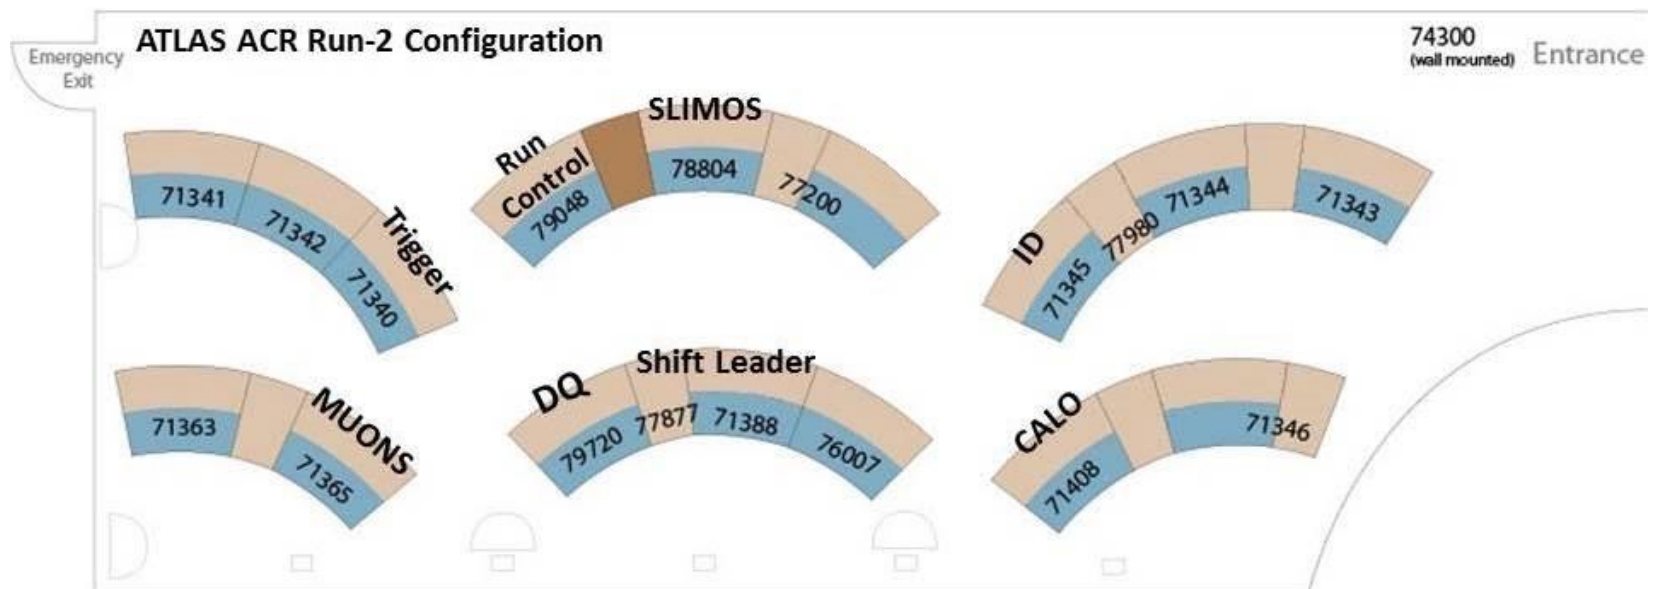 ATLAS ACR Run-2 Configuration
Emergency
Exit
74300
(wall mounted)
Entrance
71341
71342
71340
Trigger
Run
Control
79048
SLIMOS
78804
77200
ID
71345
77980
71344
71343
71363
MUONS
71365
DQ
79720
77877
Shift Leader
71388
76007
CALO
71408
71346